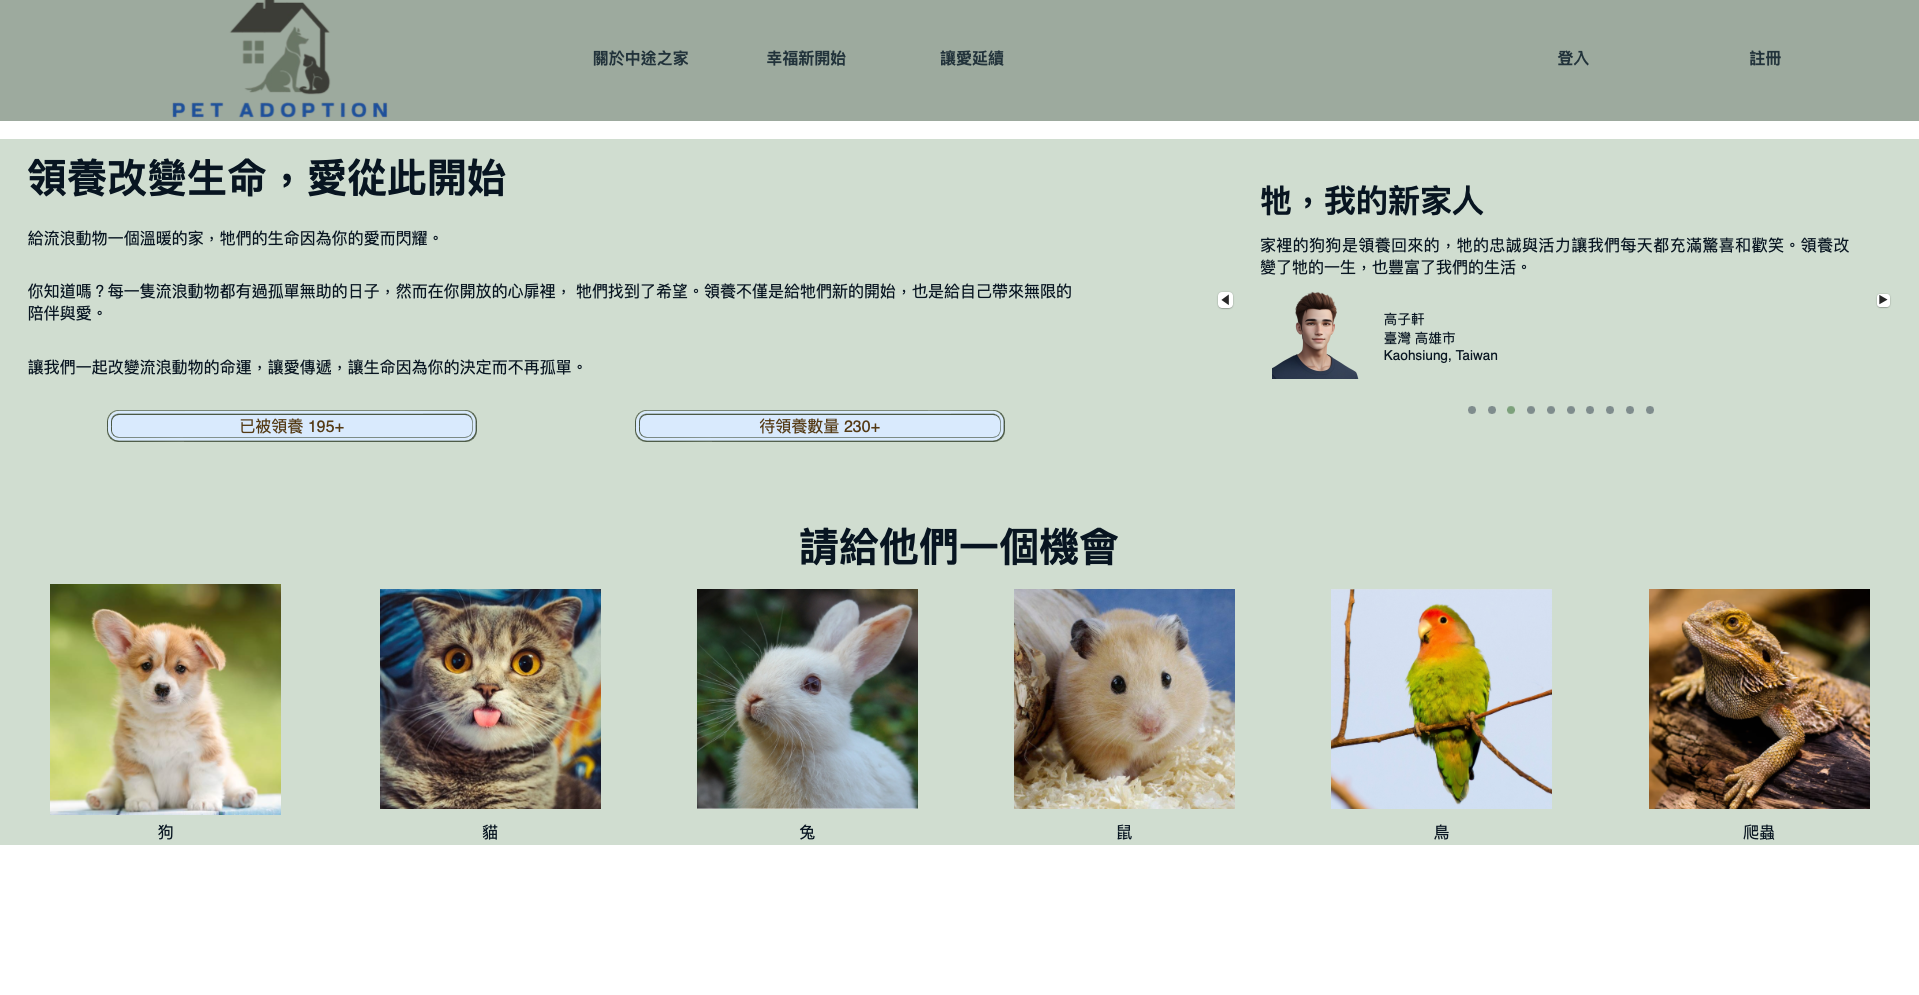 PET ADOPTION
關於中途之家
幸福新開始
讓愛延續
登入
註冊
領養改變生命，愛從此開始
給流浪動物一個溫暖的家，牠們的生命因為你的愛而閃耀。
你知道嗎？每一隻流浪動物都有過孤單無助的日子，然而在你開放的心扉裡， 牠們找到了希望。領養不僅是給牠們新的開始，也是給自己帶來無限的
陪伴與愛。
讓我們一起改變流浪動物的命運，讓愛傳遞，讓生命因為你的決定而不再孤單。
已被領養 195+
待領養數量 230+
牠，我的新家人
家裡的狗狗是領養回來的，牠的忠誠與活力讓我們每天都充滿驚喜和歡笑。領養改
變了牠的一生，也豐富了我們的生活。
高子軒
臺灣 高雄市
Kaohsiung, Taiwan
請給他們一個機會
狗
貓
兔
鼠
鳥
爬蟲